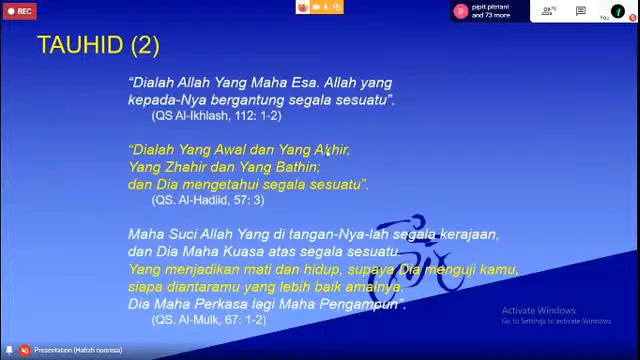 REC
pipit pitriani
and 73 more
YOU
TAUHID (2)
“Dialah Allah Yang Maha Esa. Allah yang
kepada-Nya bergantung segala sesuatu”.
(QS Al-Ikhlash, 112: 1-2)
“Dialah Yang Awal dan Yang Akhir,
Yang Zhahir dan Yang Bathin;
dan Dia mengetahui segala sesuatu”.
(QS. Al-Hadiid, 57: 3)
Maha Suci Allah Yang di tangan-Nya-lah segala kerajaan,
dan Dia Maha Kuasa atas segala sesuatu.
Yang menjadikan mati dan hidup, supaya Dia menguji kamu,
siapa diantaramu yang lebih baik amalnya.
Dia Maha Perkasa lagi Maha Pengampun”.
(QS. Al-Mulk, 67: 1-2)
Activate Windows
Go to Settings to activate Windows.
Presentation (Hafizh nooresa)